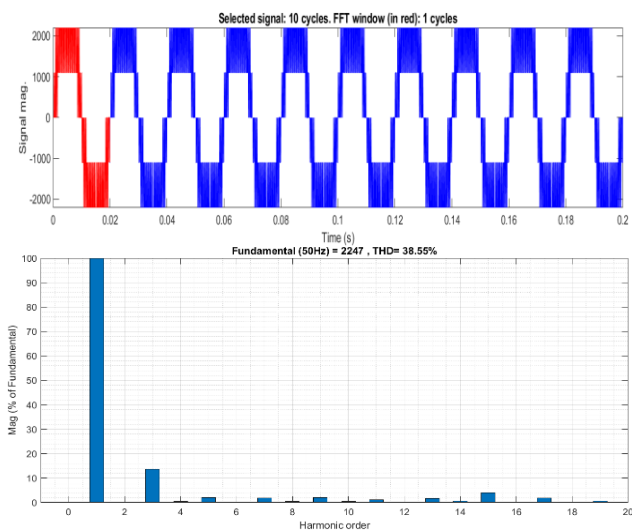 Selected signal: 10 cycles. FFT window (in red): 1 cycles
Signal mag.
2000
1000
0
-1000
-2000
0 0.02 0.04 0.06 0.08 0.1 0.12 0.14 0.16 0.18 0.2
Time (s)
Fundamental (50Hz) = 2247 , THD= 38.55%
Mag (% of Fundamental)
100
90
80
70
60
50
40
30
20
10
0
0 2 4 6 8 10 12 14 16 18 20
Harmonic order